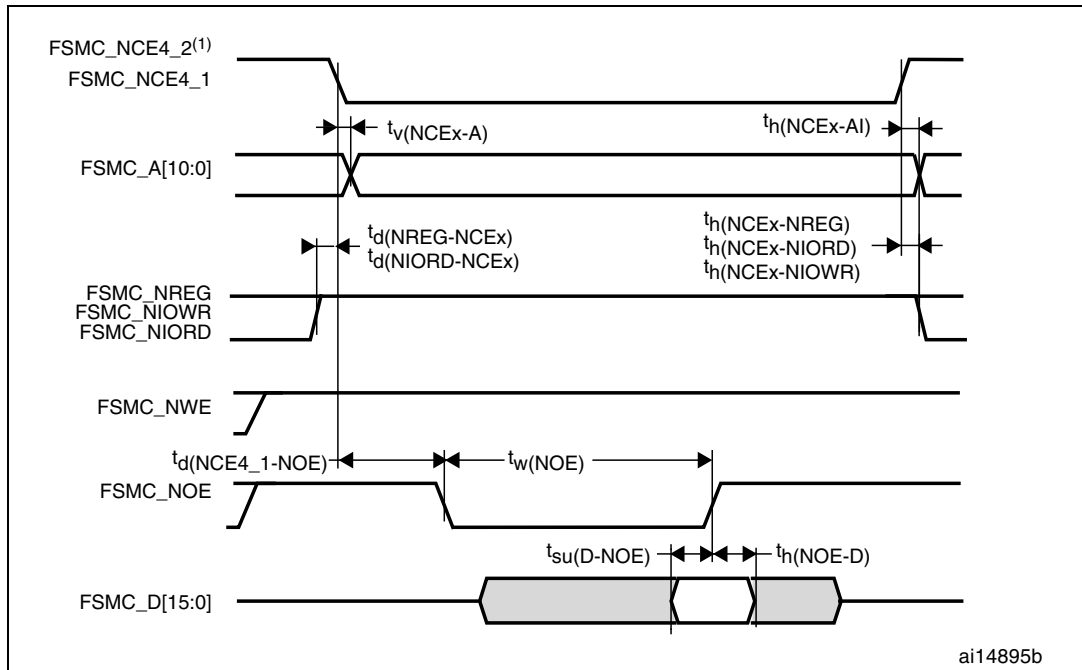 FSMC_NCE4_2(1)
FSMC_NCE4_1
tv(NCEx-A)
th(NCEx-AI)
FSMC_A[10:0]
td(NREG-NCEx)
td(NIORD-NCEx)
th(NCEx-NREG)
th(NCEx-NIORD)
th(NCEx-NIOWR)
FSMC_NREG
FSMC_NIOWR
FSMC_NIORD
FSMC_NWE
td(NCE4_1-NOE)
tw(NOE)
FSMC_NOE
tsu(D-NOE)
th(NOE-D)
FSMC_D[15:0]
ai14895b